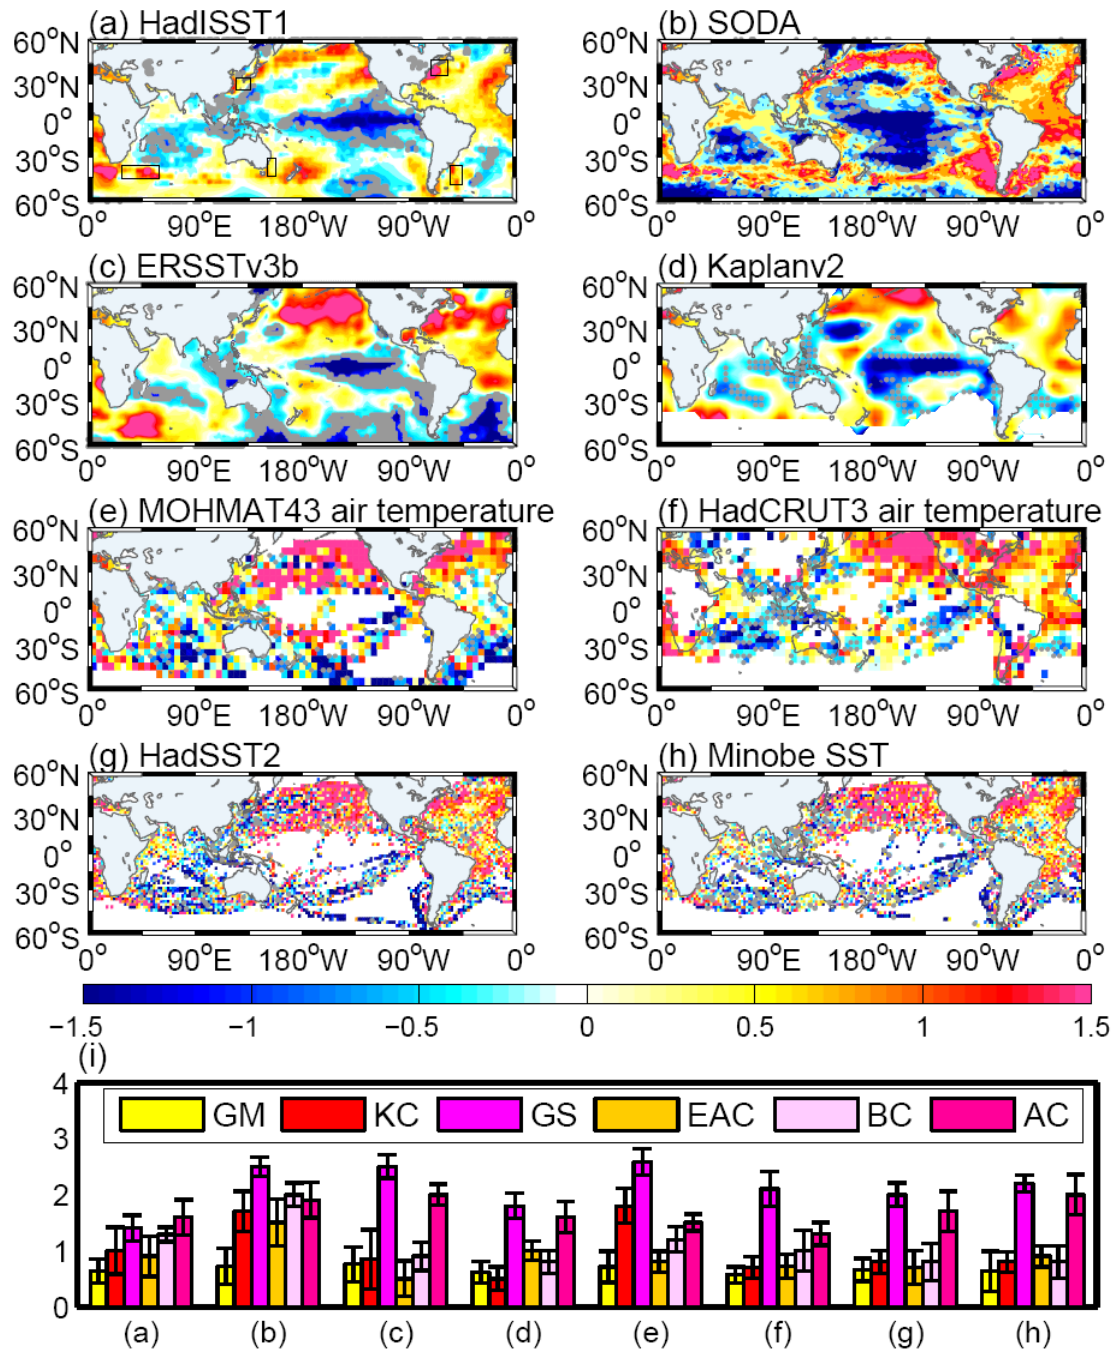 (a) HadISST1
(b) SODA
60°N
30°N
0°
30°S
60°S
0° 90°E 180°W 90°W 0°
60°N
30°N
0°
30°S
60°S
0° 90°E 180°W 90°W 0°
(c) ERSSTv3b
(d) Kaplanv2
60°N
30°N
0°
30°S
60°S
0° 90°E 180°W 90°W 0°
60°N
30°N
0°
30°S
60°S
0° 90°E 180°W 90°W 0°
(e) MOHMAT43 air temperature
(f) HadCRUT3 air temperature
60°N
30°N
0°
30°S
60°S
0° 90°E 180°W 90°W 0°
60°N
30°N
0°
30°S
60°S
0° 90°E 180°W 90°W 0°
(g) HadSST2
(h) Minobe SST
60°N
30°N
0°
30°S
60°S
0° 90°E 180°W 90°W 0°
60°N
30°N
0°
30°S
60°S
0° 90°E 180°W 90°W 0°
−1.5 −1 −0.5 0 0.5 1 1.5
(i)
4
3
2
1
0
GM KC GS EAC BC AC
(a) (b) (c) (d) (e) (f) (g) (h)